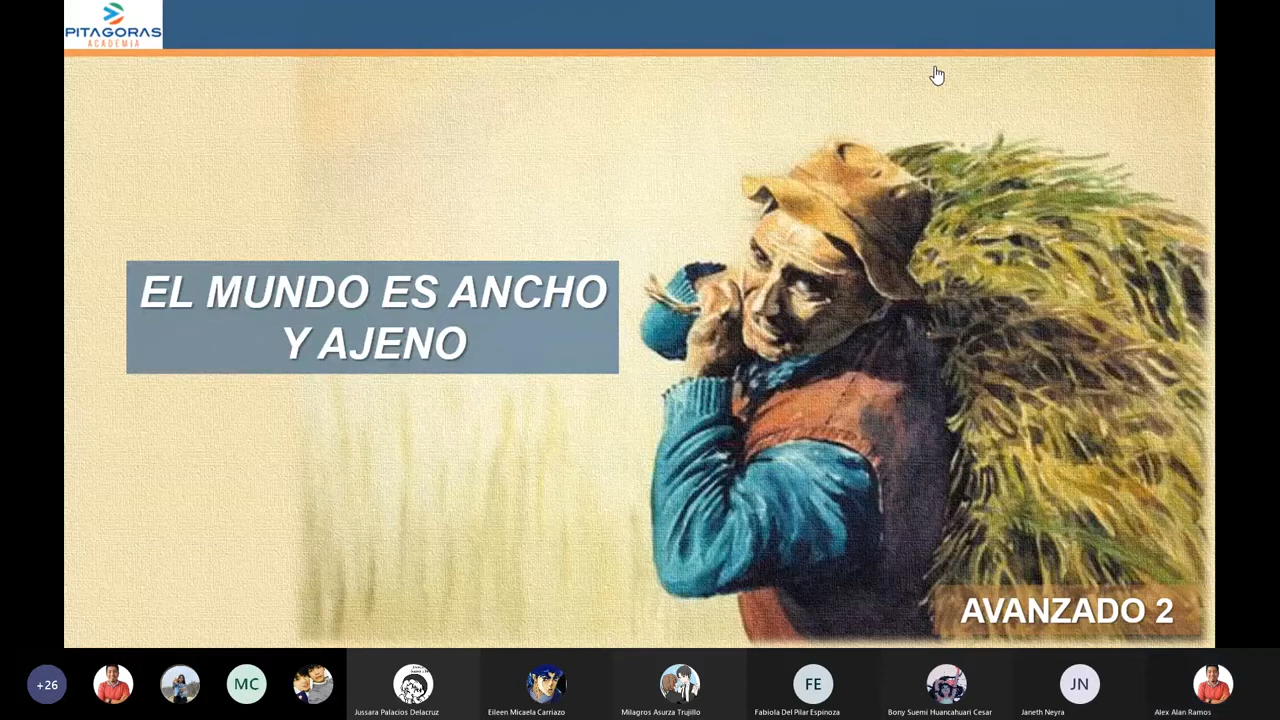 PITAGORAS
ACADEMIA
EL MUNDO ES ANCHO
Y AJENO
AVANZADO 2
+26
MC
Jussara Palacios Delacruz
Eileen Micaela Carriazo
Milagros Asurza Trujillo
FE
Fabiola Del Pilar Espinoza
Bony Suemi Huancahuari Cesar
JN
Janeth Neyra
Alex Alan Ramos